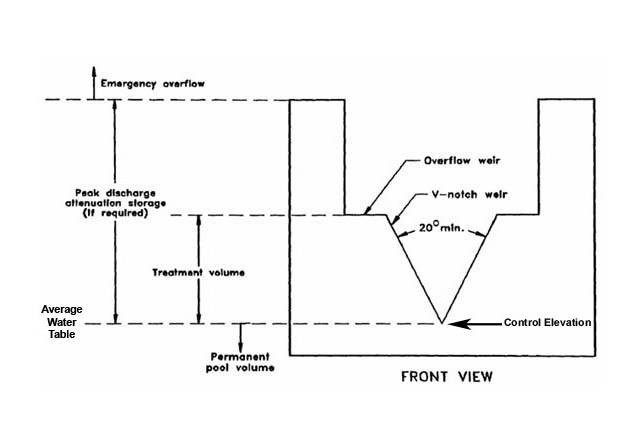 Emergency overflow
Overflow weir
V-notch weir
Peak discharge
attenuation storage
(If required)
20° min.
Treatment volume
Average
Water
Table
Control Elevation
Permanent
pool volume
FRONT VIEW